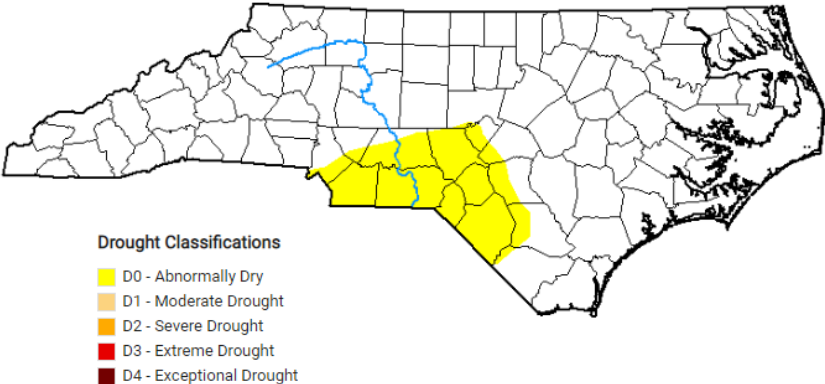 Drought Classifications
D0 - Abnormally Dry
D1 - Moderate Drought
D2 - Severe Drought
D3 - Extreme Drought
D4 - Exceptional Drought